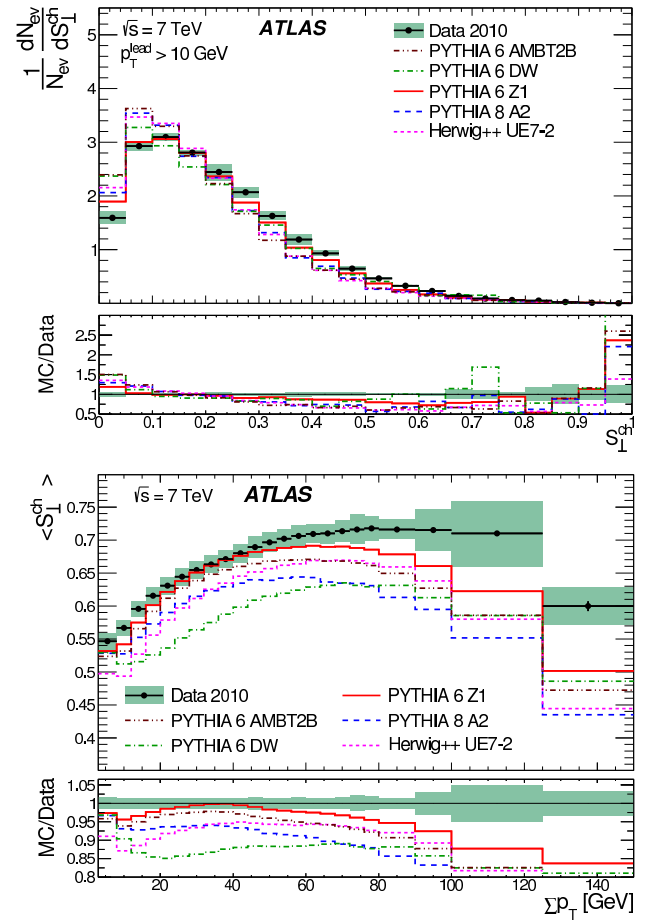 1/N_ev dN_ev/dS⊥^ch
√s = 7 TeV ATLAS
p_T^lead > 10 GeV
Data 2010
PYTHIA 6 AMBT2B
PYTHIA 6 DW
PYTHIA 6 Z1
PYTHIA 8 A2
Herwig++ UE7-2
5
4
3
2
1
MC/Data
2.5
2
1.5
1
0.5
0 0.1 0.2 0.3 0.4 0.5 0.6 0.7 0.8 0.9 1
S⊥^ch
<S⊥^ch>
√s = 7 TeV ATLAS
0.75
0.7
0.65
0.6
0.55
0.5
0.45
0.4
Data 2010 PYTHIA 6 Z1
PYTHIA 6 AMBT2B PYTHIA 8 A2
PYTHIA 6 DW Herwig++ UE7-2
MC/Data
1.05
1
0.95
0.9
0.85
0.8
20 40 60 80 100 120 140
Σp_T [GeV]